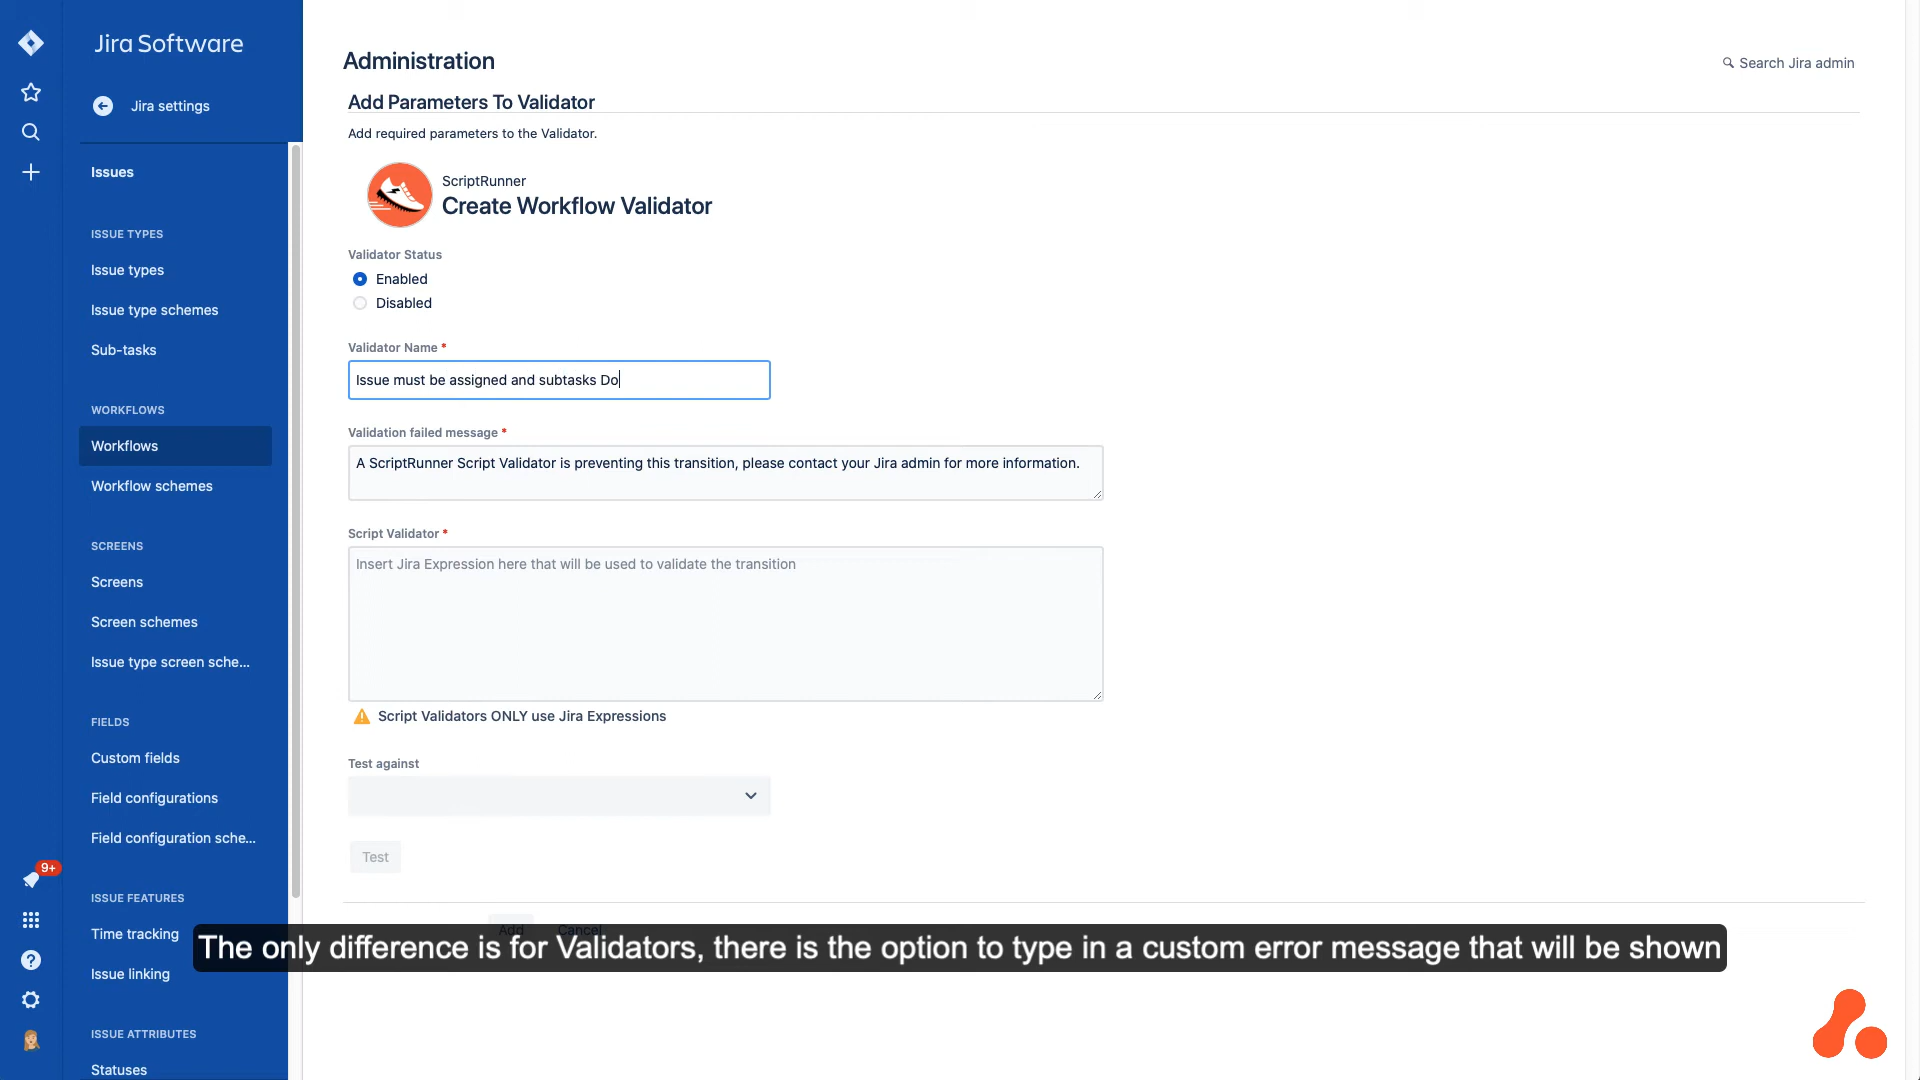 Jira Software
Jira settings
Issues
ISSUE TYPES
Issue types
Issue type schemes
Sub-tasks
WORKFLOWS
Workflows
Workflow schemes
SCREENS
Screens
Screen schemes
Issue type screen sche...
FIELDS
Custom fields
Field configurations
Field configuration sche...
ISSUE FEATURES
Time tracking
Issue linking
ISSUE ATTRIBUTES
Statuses
9+
Administration
Search Jira admin
Add Parameters To Validator
Add required parameters to the Validator.
ScriptRunner
Create Workflow Validator
Validator Status
Enabled
Disabled
Validator Name *
Issue must be assigned and subtasks Do
Validation failed message *
A ScriptRunner Script Validator is preventing this transition, please contact your Jira admin for more information.
Script Validator *
Insert Jira Expression here that will be used to validate the transition
Script Validators ONLY use Jira Expressions
Test against
Test
Add Cancel
The only difference is for Validators, there is the option to type in a custom error message that will be shown